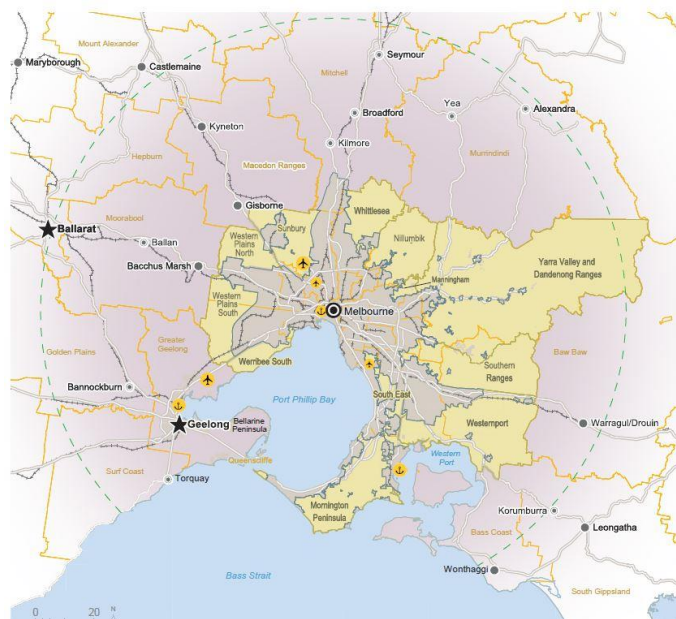 Mount Alexander
Maryborough
Castlemaine
Seymour
Mitchell
Broadford
Yea
Alexandra
Kyneton
Kilmore
Hepburn
Macedon Ranges
Murrindindi
Gisborne
Whittlesea
Moorabool
Sunbury
Ballarat
Western
Plains
North
Nillumbik
Ballan
Bacchus Marsh
Yarra Valley and
Dandenong Ranges
Manningham
Western
Plains
South
Melbourne
Golden Plains
Greater
Geelong
Werribee South
Baw Baw
Southern
Ranges
Bannockburn
Port Phillip Bay
South East
Geelong
Bellarine
Peninsula
Westernport
Warragul/Drouin
Surf Coast
Queenscliffe
Western
Port
Torquay
Mornington
Peninsula
Korumburra
Leongatha
Bass Coast
Wonthaggi
Bass Strait
South Gippsland
0 20 N